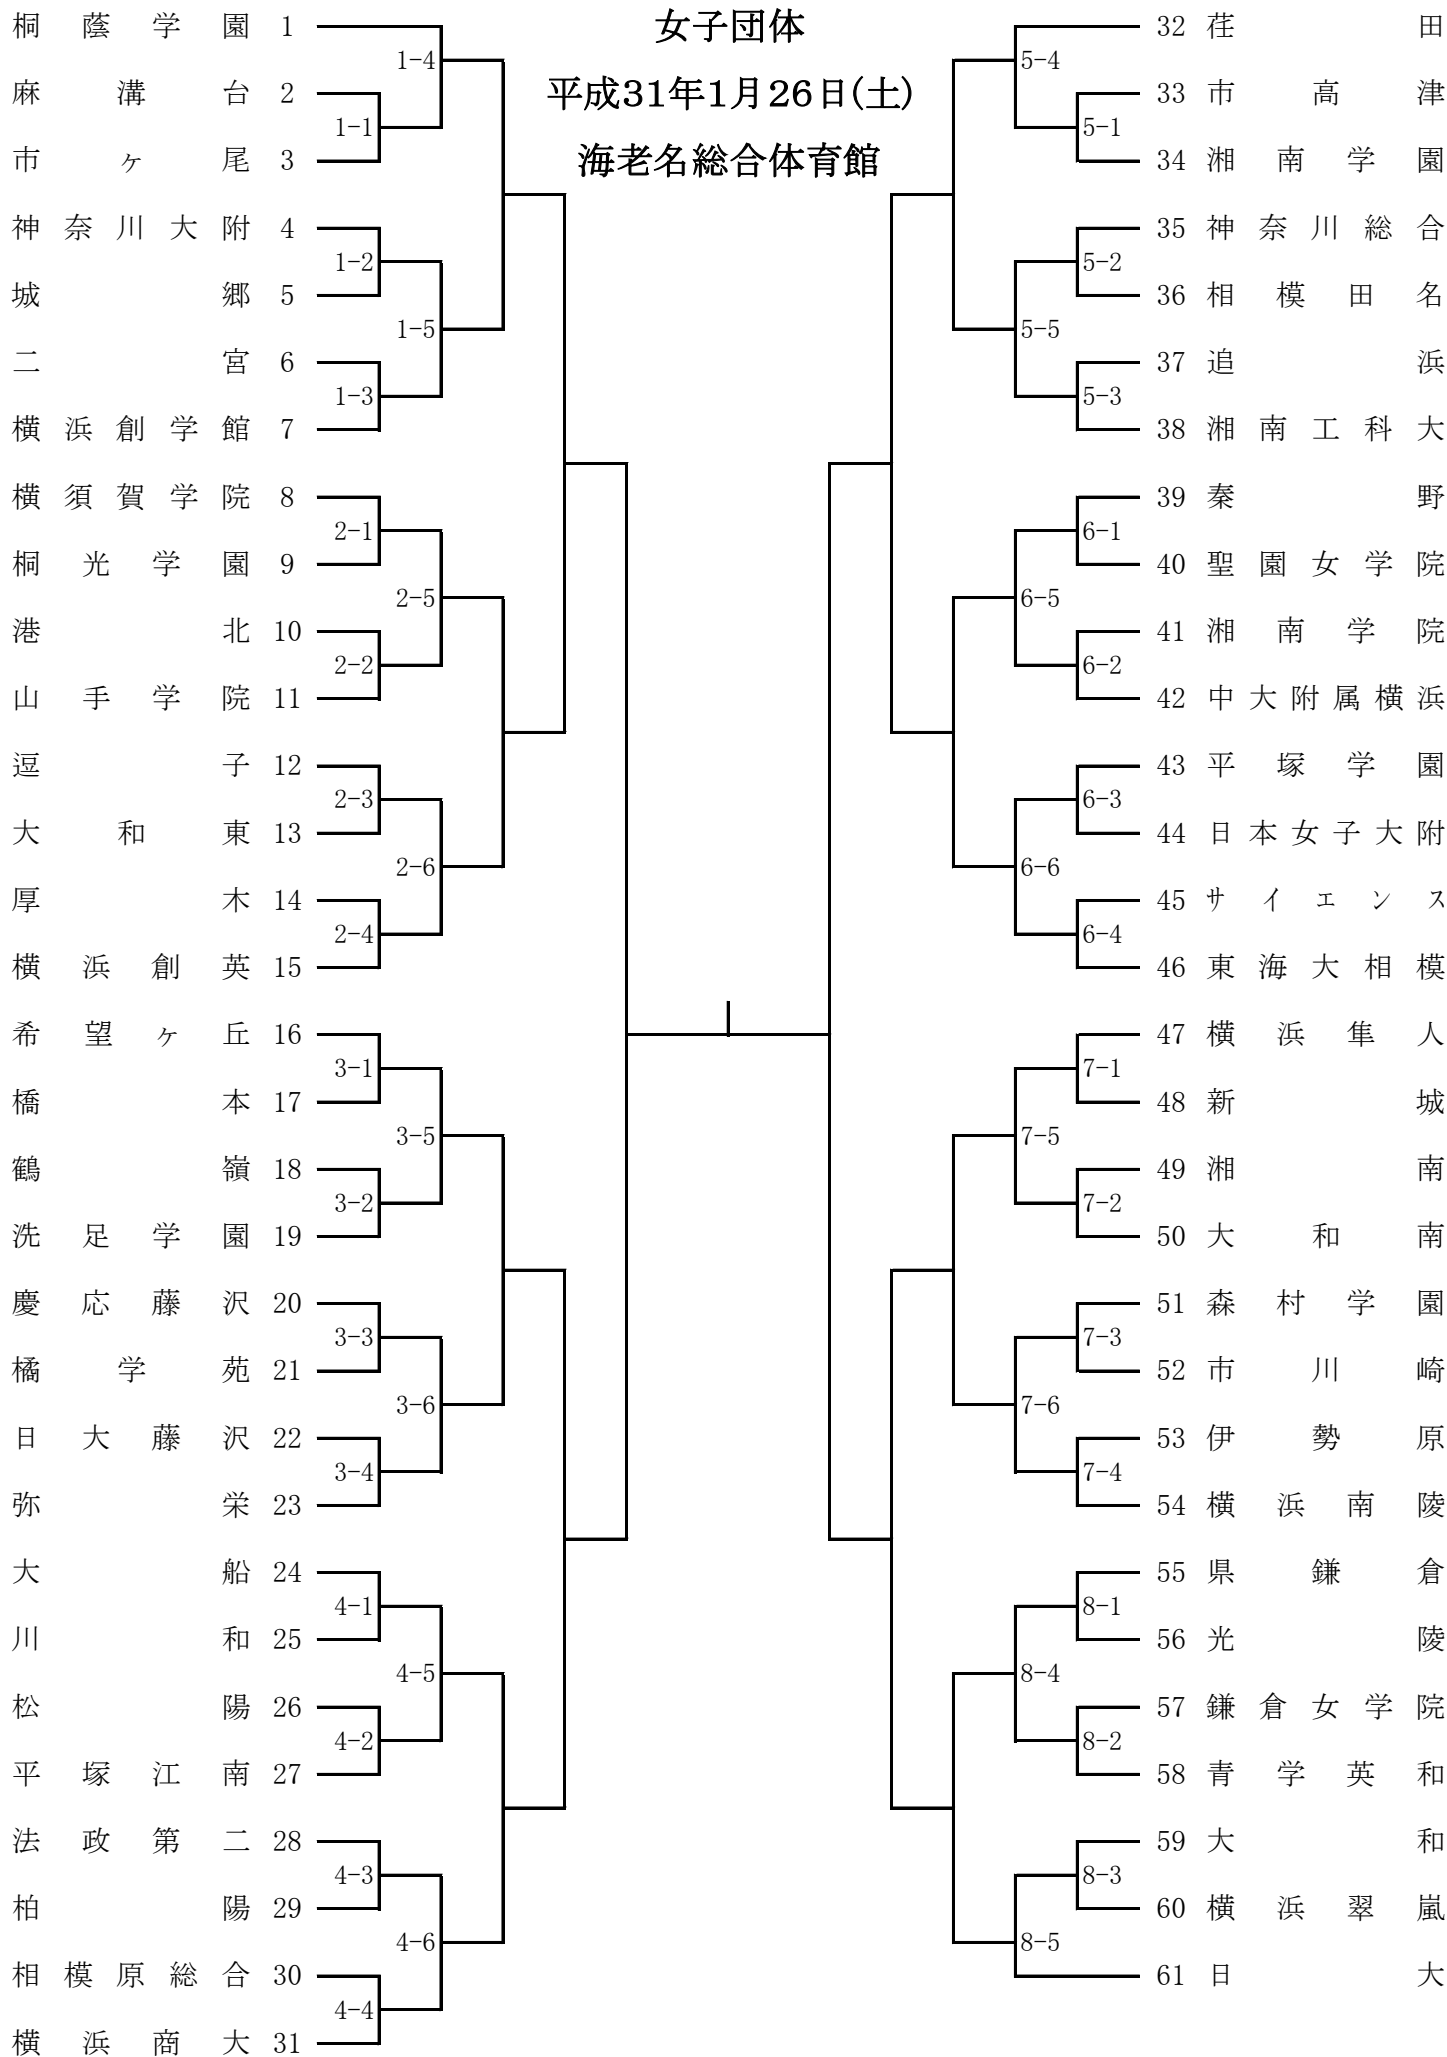 女子団体
平成31年1月26日(土)
海老名総合体育館
桐蔭学園 1
1-4
麻溝台 2
1-1
市ヶ尾 3
神奈川大附 4
1-2
城郷 5
1-5
二宮 6
1-3
横浜創学館 7
横須賀学院 8
2-1
桐光学園 9
2-5
港北 10
2-2
山手学院 11
逗子 12
2-3
大和東 13
2-6
厚木 14
2-4
横浜創英 15
希望ヶ丘 16
3-1
橋本 17
3-5
鶴嶺 18
3-2
洗足学園 19
慶応藤沢 20
3-3
橘学苑 21
3-6
日大藤沢 22
3-4
弥栄 23
大船 24
4-1
川和 25
4-5
松陽 26
4-2
平塚江南 27
法政第二 28
4-3
柏陽 29
4-6
相模原総合 30
4-4
横浜商大 31
32 荏田
5-4
33 市高津
5-1
34 湘南学園
35 神奈川総合
5-2
36 相模田名
5-5
37 追浜
5-3
38 湘南工科大
39 秦野
6-1
40 聖園女学院
6-5
41 湘南学院
6-2
42 中大附属横浜
43 平塚学園
6-3
44 日本女子大附
6-6
45 サイエンス
6-4
46 東海大相模
47 横浜隼人
7-1
48 新城
7-5
49 湘南
7-2
50 大和南
51 森村学園
7-3
52 市川崎
7-6
53 伊勢原
7-4
54 横浜南陵
55 県鎌倉
8-1
56 光陵
8-4
57 鎌倉女学院
8-2
58 青学英和
59 大和
8-3
60 横浜翠嵐
8-5
61 日大